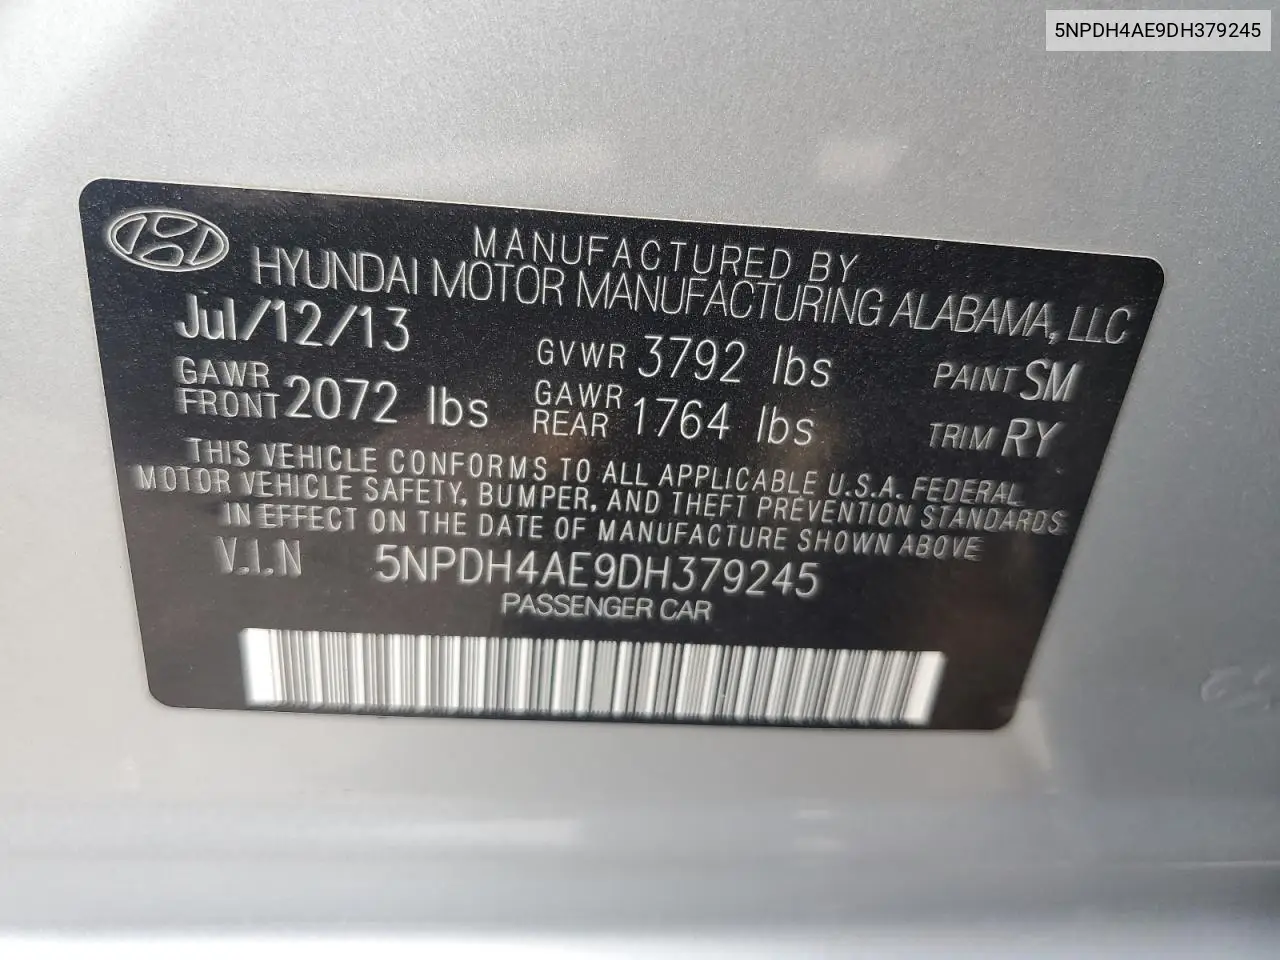 5NPDH4AE9DH379245
MANUFACTURED BY
HYUNDAI MOTOR MANUFACTURING ALABAMA, LLC
Jul/12/13 GVWR 3792 lbs PAINT SM
GAWR FRONT 2072 lbs GAWR REAR 1764 lbs TRIM RY
THIS VEHICLE CONFORMS TO ALL APPLICABLE U.S.A. FEDERAL
MOTOR VEHICLE SAFETY, BUMPER, AND THEFT PREVENTION STANDARDS
IN EFFECT ON THE DATE OF MANUFACTURE SHOWN ABOVE
V.I.N 5NPDH4AE9DH379245
PASSENGER CAR